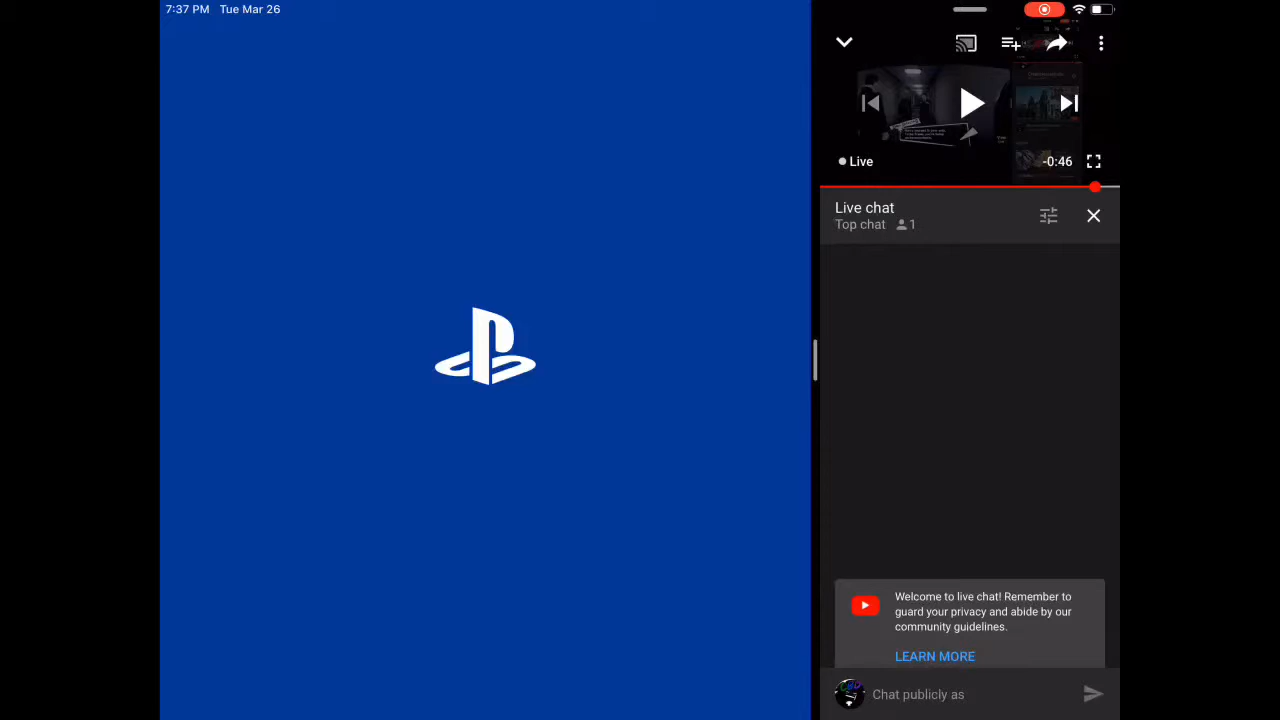 7:37 PM Tue Mar 26
Live
-0:46
Live chat
Top chat 1
Welcome to live chat! Remember to
guard your privacy and abide by our
community guidelines.
LEARN MORE
Chat publicly as